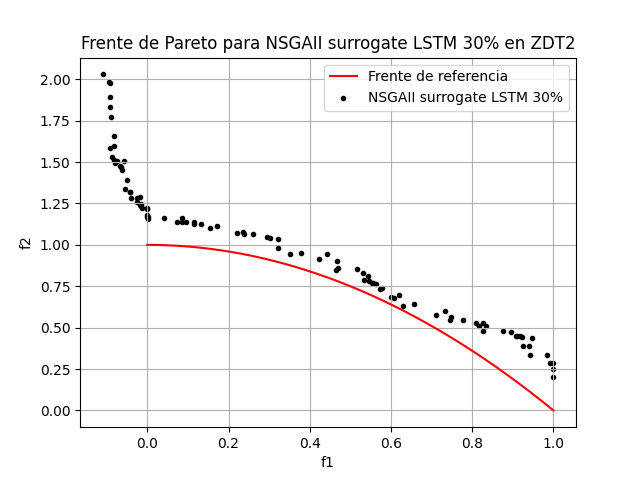 Frente de Pareto para NSGAII surrogate LSTM 30% en ZDT2
Frente de referencia
NSGAII surrogate LSTM 30%
2.00
1.75
1.50
1.25
1.00
0.75
0.50
0.25
0.00
f2
0.0 0.2 0.4 0.6 0.8 1.0
f1